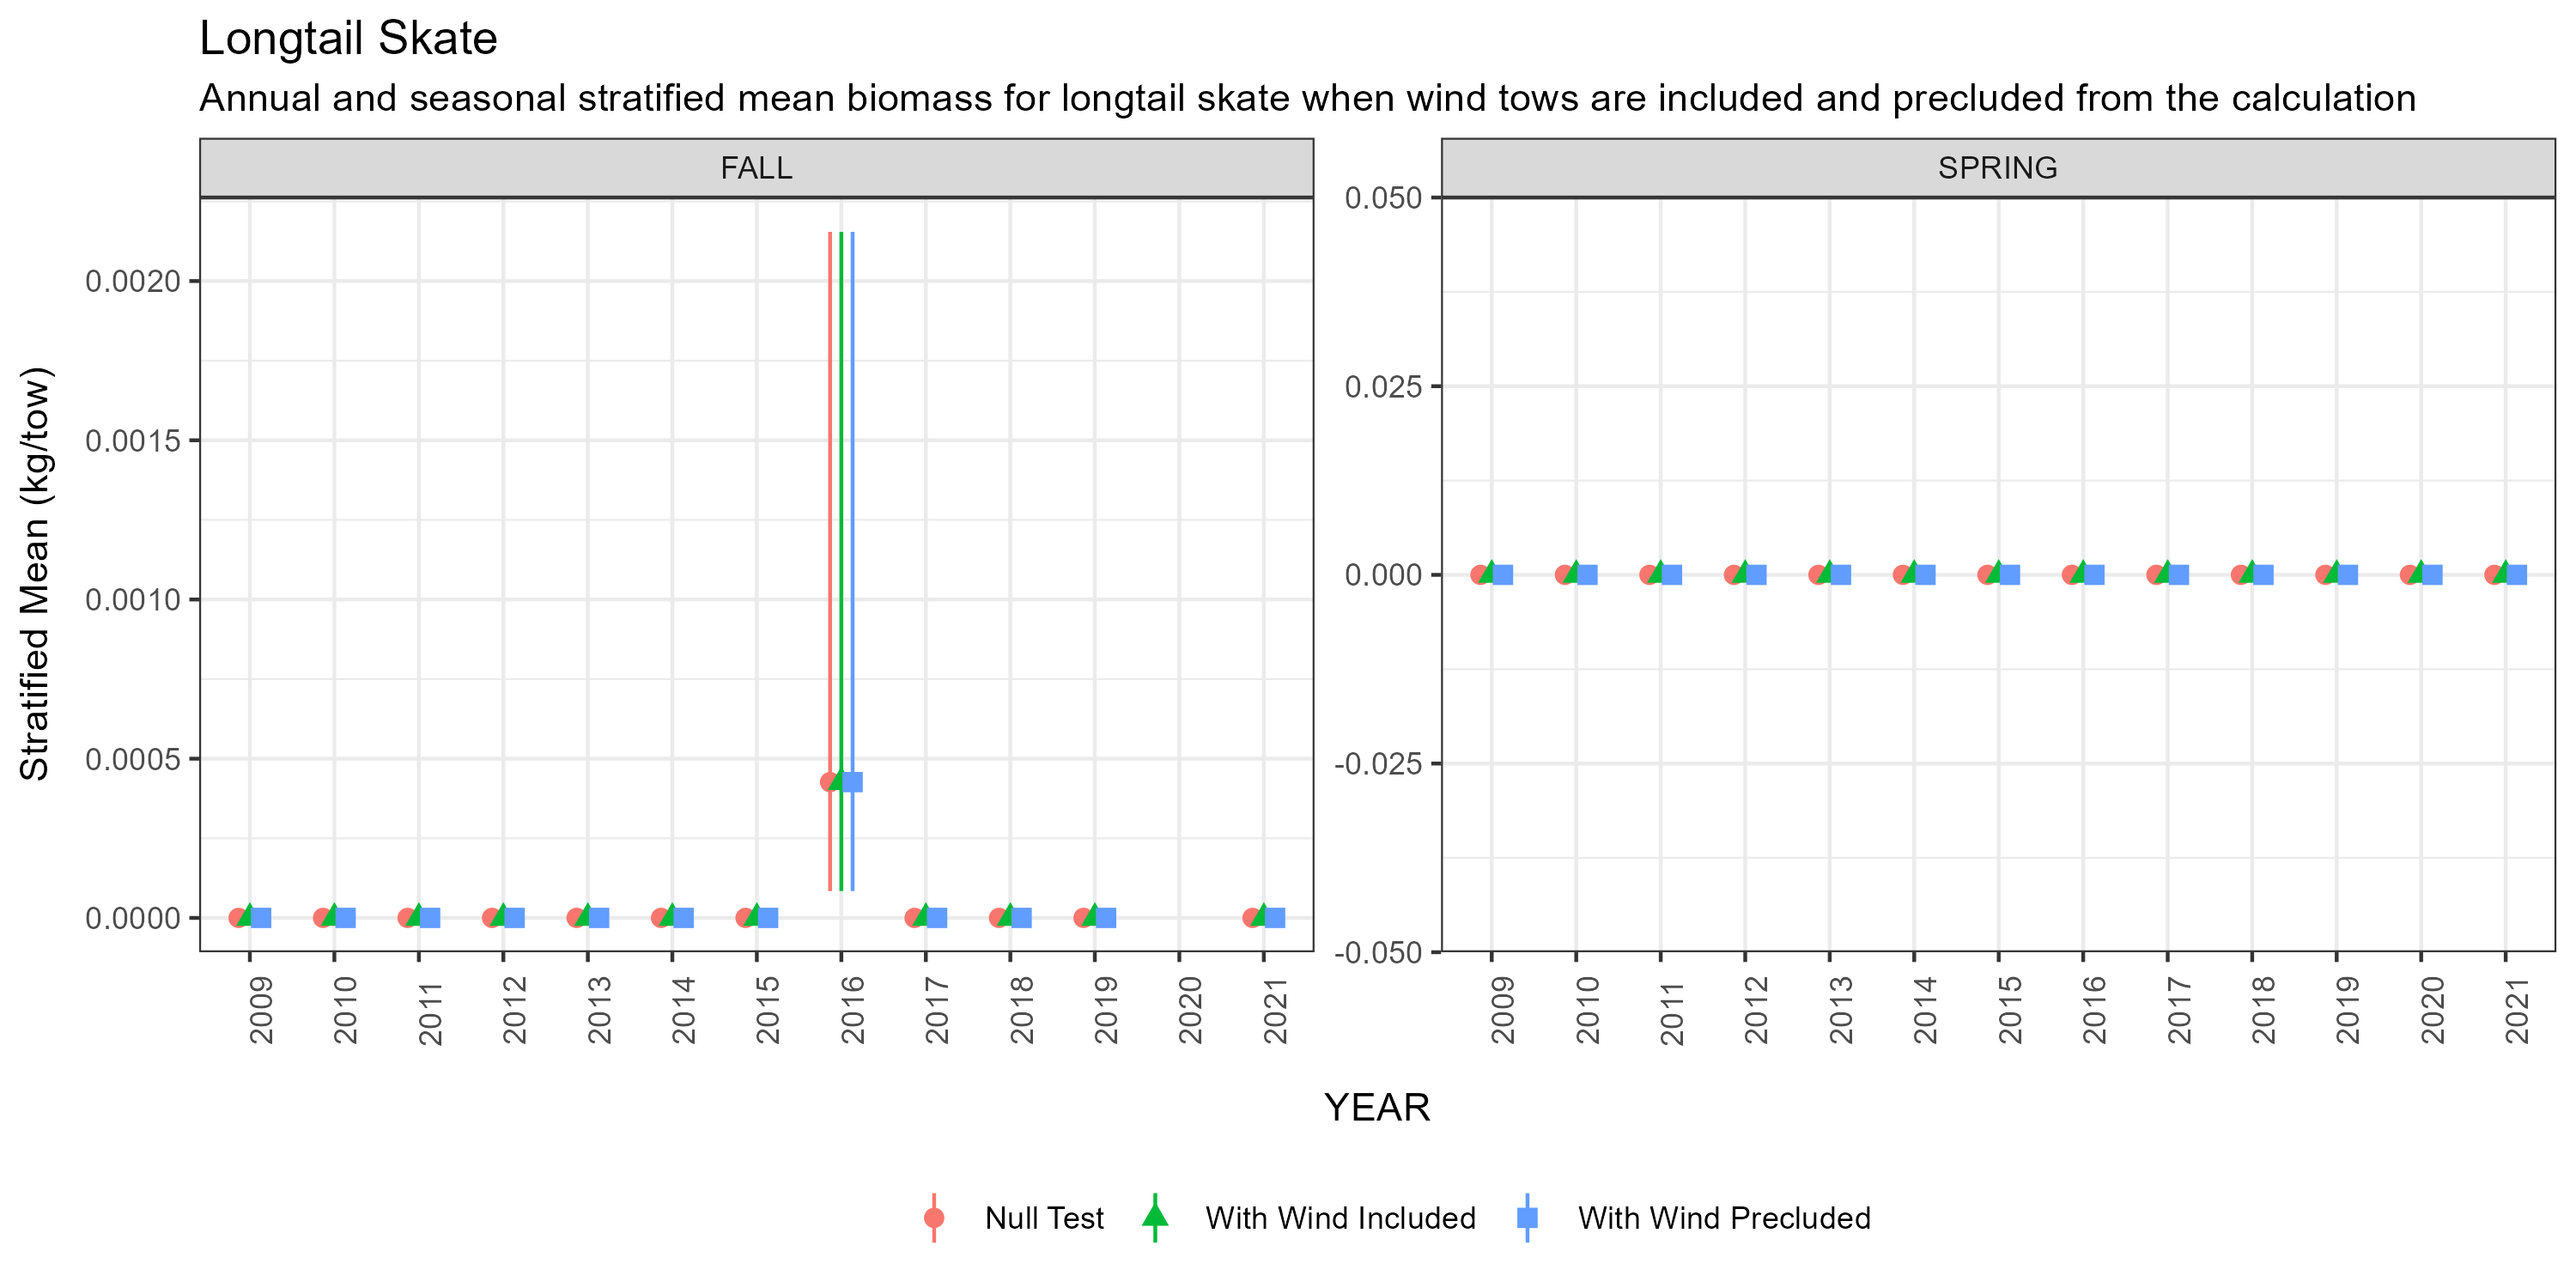 Longtail Skate
Annual and seasonal stratified mean biomass for longtail skate when wind tows are included and precluded from the calculation
FALL
SPRING
Stratified Mean (kg/tow)
0.0020
0.0015
0.0010
0.0005
0.0000
0.050
0.025
0.000
-0.025
-0.050
2009 2010 2011 2012 2013 2014 2015 2016 2017 2018 2019 2020 2021
2009 2010 2011 2012 2013 2014 2015 2016 2017 2018 2019 2020 2021
YEAR
Null Test With Wind Included With Wind Precluded